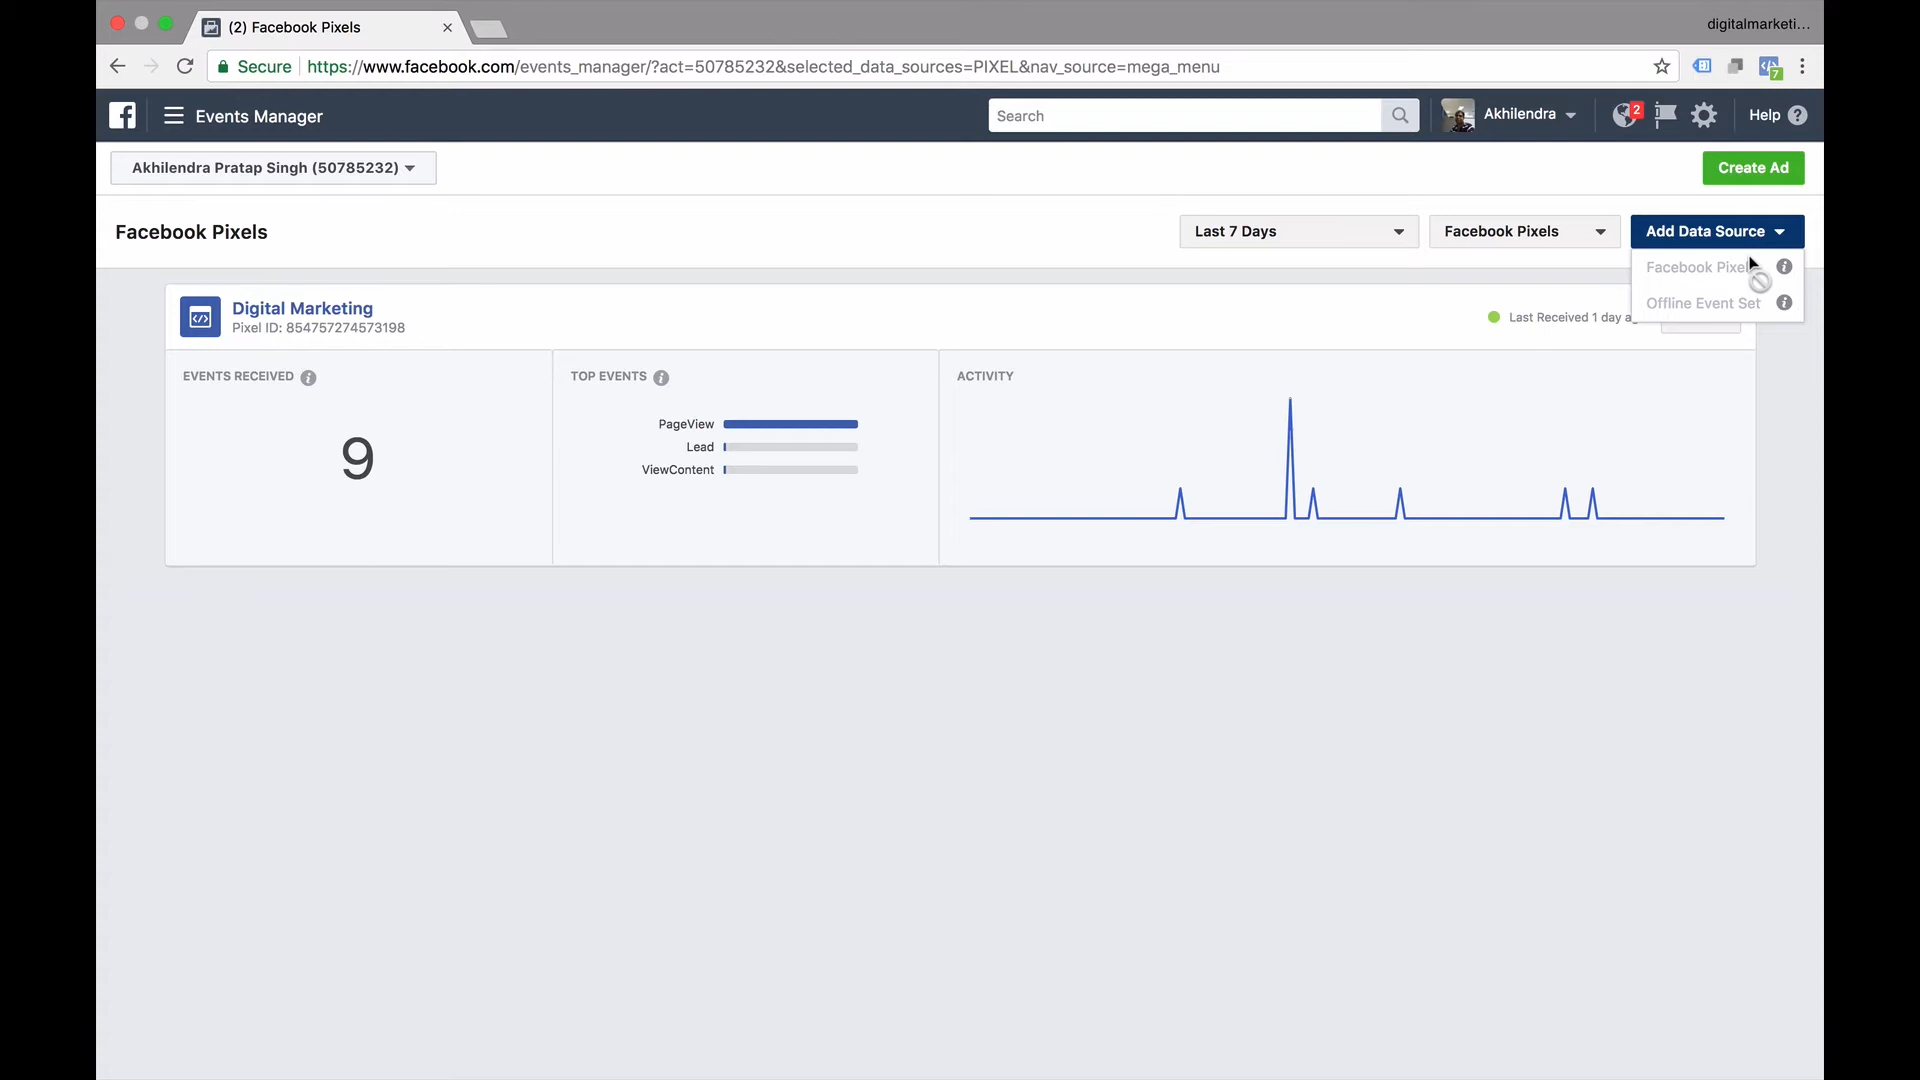 (2) Facebook Pixels
digitalmarketi...
Secure
https://www.facebook.com/events_manager/?act=50785232&selected_data_sources=PIXEL&nav_source=mega_menu
7
Events Manager
Search
Akhilendra
2
Help
Akhilendra Pratap Singh (50785232)
Create Ad
Facebook Pixels
Last 7 Days
Facebook Pixels
Add Data Source
Facebook Pixel
Offline Event Set
Digital Marketing
Pixel ID: 854757274573198
Last Received 1 day a
EVENTS RECEIVED
9
TOP EVENTS
PageView
Lead
ViewContent
ACTIVITY